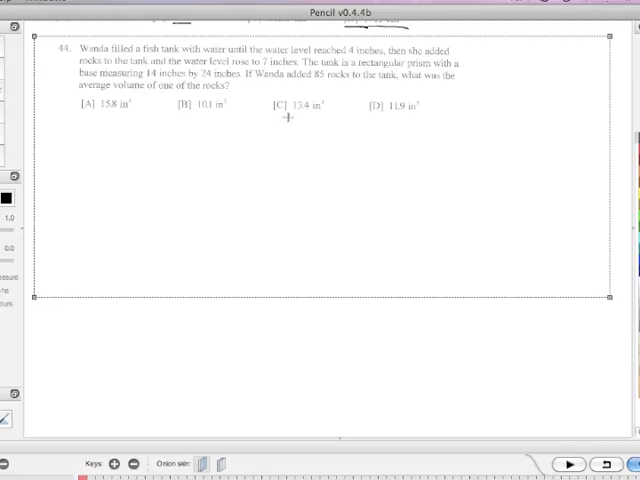 Pencil v0.4.4b
44. Wanda filled a fish tank with water until the water level reached 4 inches, then she added
rocks to the tank and the water level rose to 7 inches. The tank is a rectangular prism with a
base measuring 14 inches by 24 inches. If Wanda added 85 rocks to the tank, what was the
average volume of one of the rocks?
[A] 15.8 in³ [B] 10.1 in³ [C] 13.4 in³ [D] 11.9 in³
1.0
0.0
Keys: Onion skin: